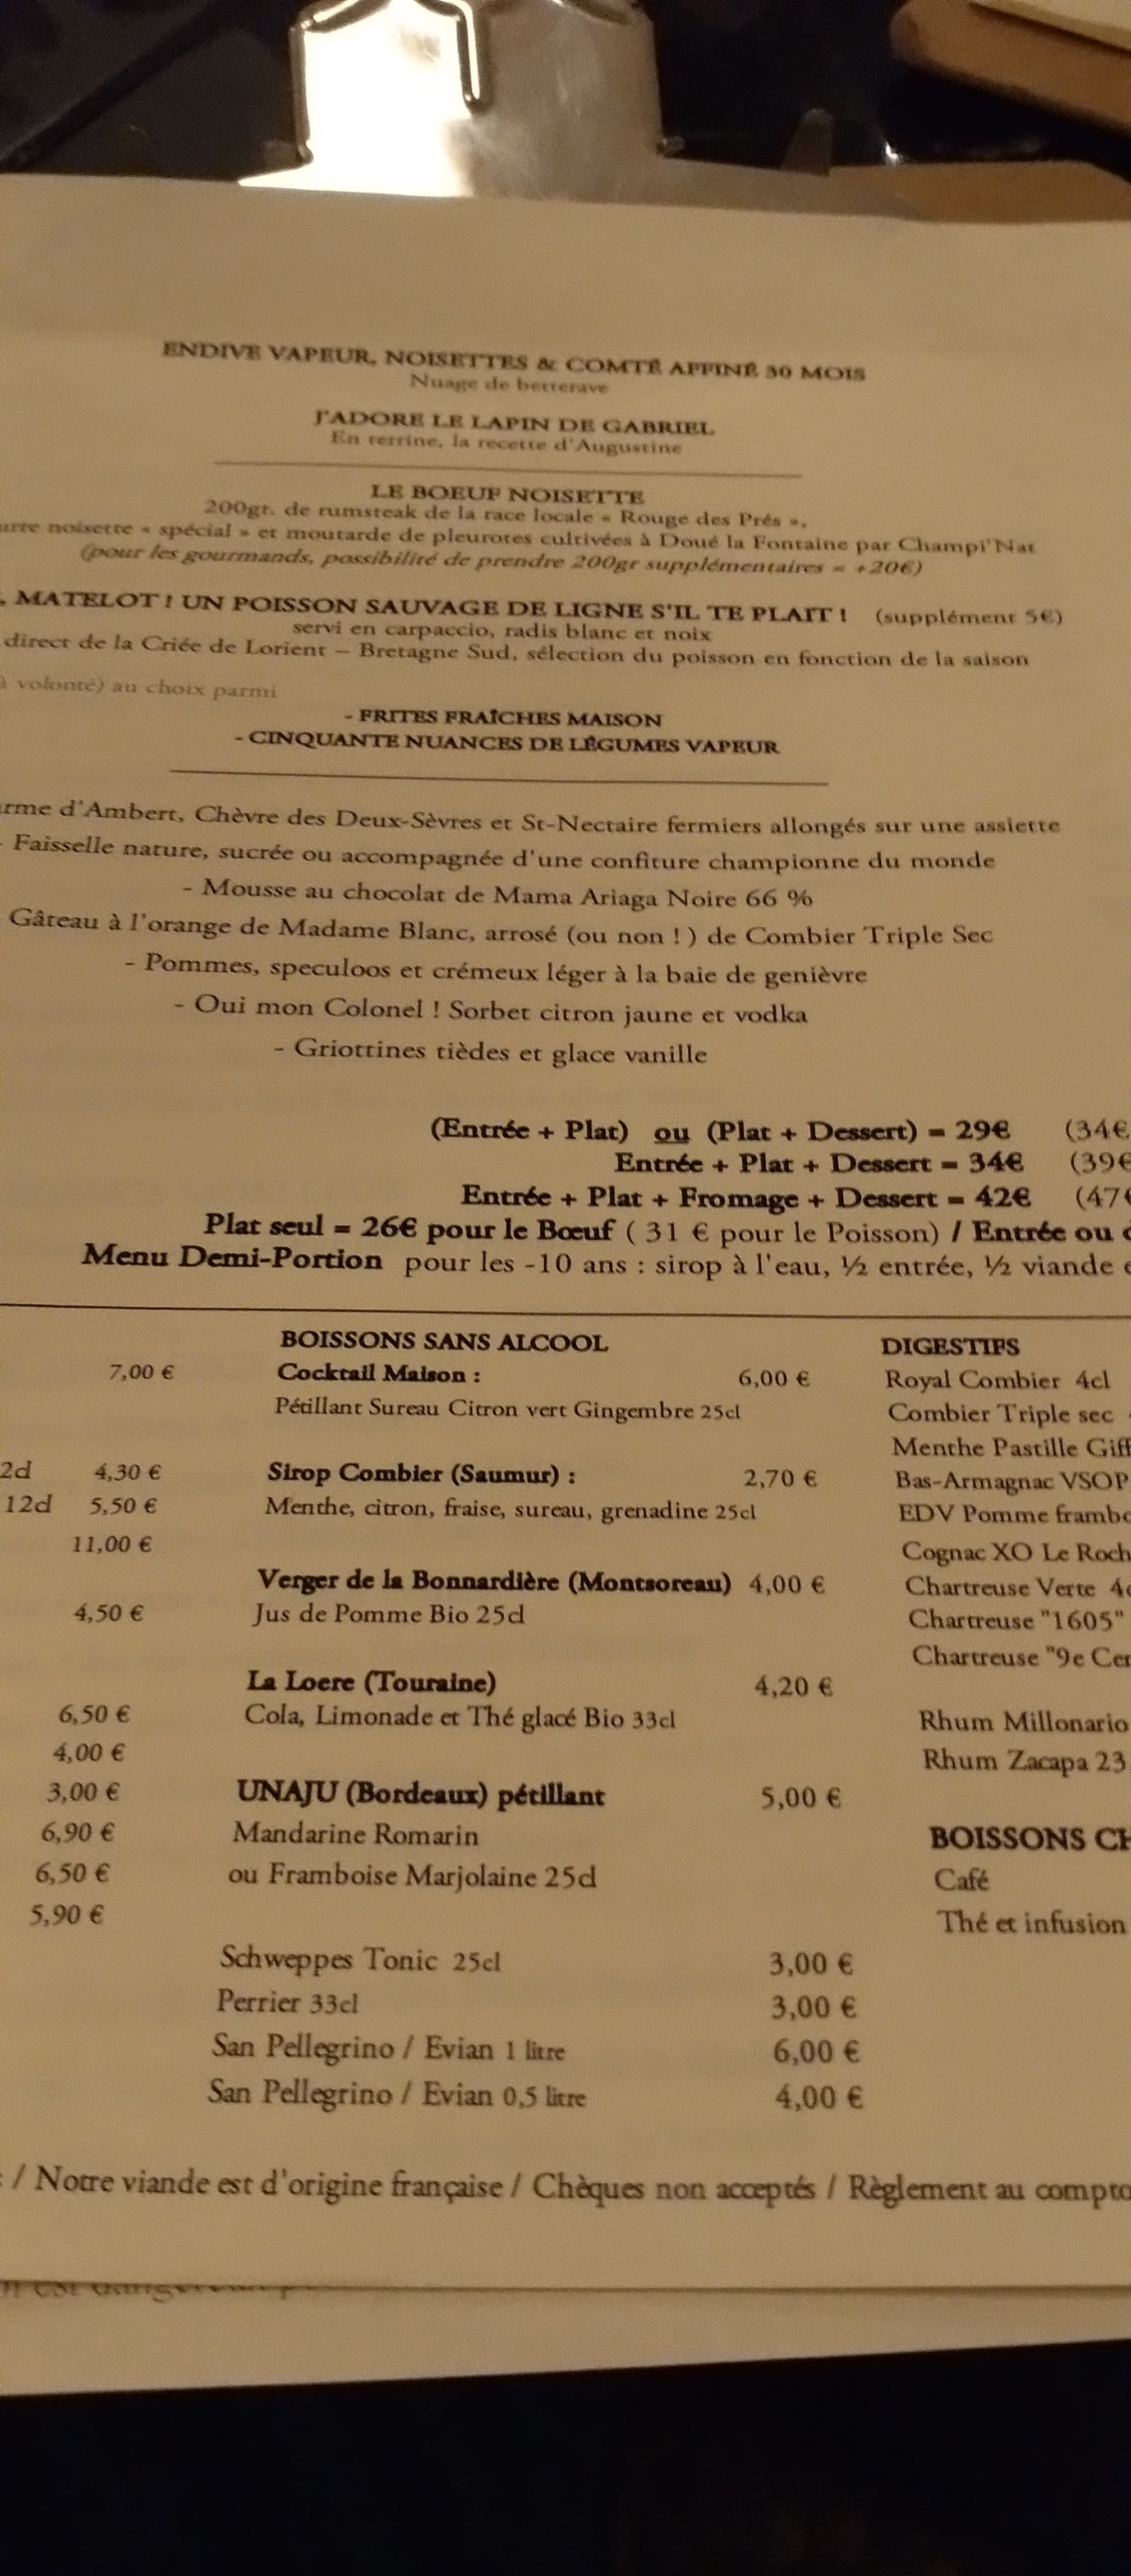 ENDIVE VAPEUR, NOISETTES & COMTÉ AFFINÉ 30 MOIS
Nuage de betterave
J'ADORE LE LAPIN DE GABRIEL
En terrine, la recette d'Augustine
LE BOEUF NOISETTE
200gr. de rumsteak de la race locale « Rouge des Prés »,
noisette « spécial » et moutarde de pleurotes cultivées à Doué la Fontaine par Champi'Nat
(pour les gourmands, possibilité de prendre 200gr supplémentaires = +20€)
, MATELOT ! UN POISSON SAUVAGE DE LIGNE S'IL TE PLAIT ! (supplément 5€)
servi en carpaccio, radis blanc et noix
direct de la Criée de Lorient – Bretagne Sud, sélection du poisson en fonction de la saison
à volonté) au choix parmi
- FRITES FRAÎCHES MAISON
- CINQUANTE NUANCES DE LÉGUMES VAPEUR
d'Ambert, Chèvre des Deux-Sèvres et St-Nectaire fermiers allongés sur une assiette
- Faisselle nature, sucrée ou accompagnée d'une confiture championne du monde
- Mousse au chocolat de Mama Ariaga Noire 66 %
Gâteau à l'orange de Madame Blanc, arrosé (ou non ! ) de Combier Triple Sec
- Pommes, speculoos et crémeux léger à la baie de genièvre
- Oui mon Colonel ! Sorbet citron jaune et vodka
- Griottines tièdes et glace vanille
(Entrée + Plat) ou (Plat + Dessert) = 29€ (34€
Entrée + Plat + Dessert = 34€ (39€
Entrée + Plat + Fromage + Dessert = 42€ (47€
Plat seul = 26€ pour le Bœuf ( 31 € pour le Poisson) / Entrée ou
Menu Demi-Portion pour les -10 ans : sirop à l'eau, ½ entrée, ½ viande
7,00 €
2d 4,30 €
12d 5,50 €
11,00 €
4,50 €
6,50 €
4,00 €
3,00 €
6,90 €
6,50 €
5,90 €
BOISSONS SANS ALCOOL
Cocktail Maison : 6,00 €
Pétillant Sureau Citron vert Gingembre 25cl
Sirop Combier (Saumur) : 2,70 €
Menthe, citron, fraise, sureau, grenadine 25cl
Verger de la Bonnardière (Montsoreau) 4,00 €
Jus de Pomme Bio 25cl
La Loere (Touraine) 4,20 €
Cola, Limonade et Thé glacé Bio 33cl
UNAJU (Bordeaux) pétillant 5,00 €
Mandarine Romarin
ou Framboise Marjolaine 25cl
Schweppes Tonic 25cl 3,00 €
Perrier 33cl 3,00 €
San Pellegrino / Evian 1 litre 6,00 €
San Pellegrino / Evian 0,5 litre 4,00 €
DIGESTIFS
Royal Combier 4cl
Combier Triple sec
Menthe Pastille Giff
Bas-Armagnac VSOP
EDV Pomme frambo
Cognac XO Le Roch
Chartreuse Verte 4c
Chartreuse "1605"
Chartreuse "9e Cen
Rhum Millonario
Rhum Zacapa 23
BOISSONS CH
Café
Thé et infusion
/ Notre viande est d'origine française / Chèques non acceptés / Règlement au compto